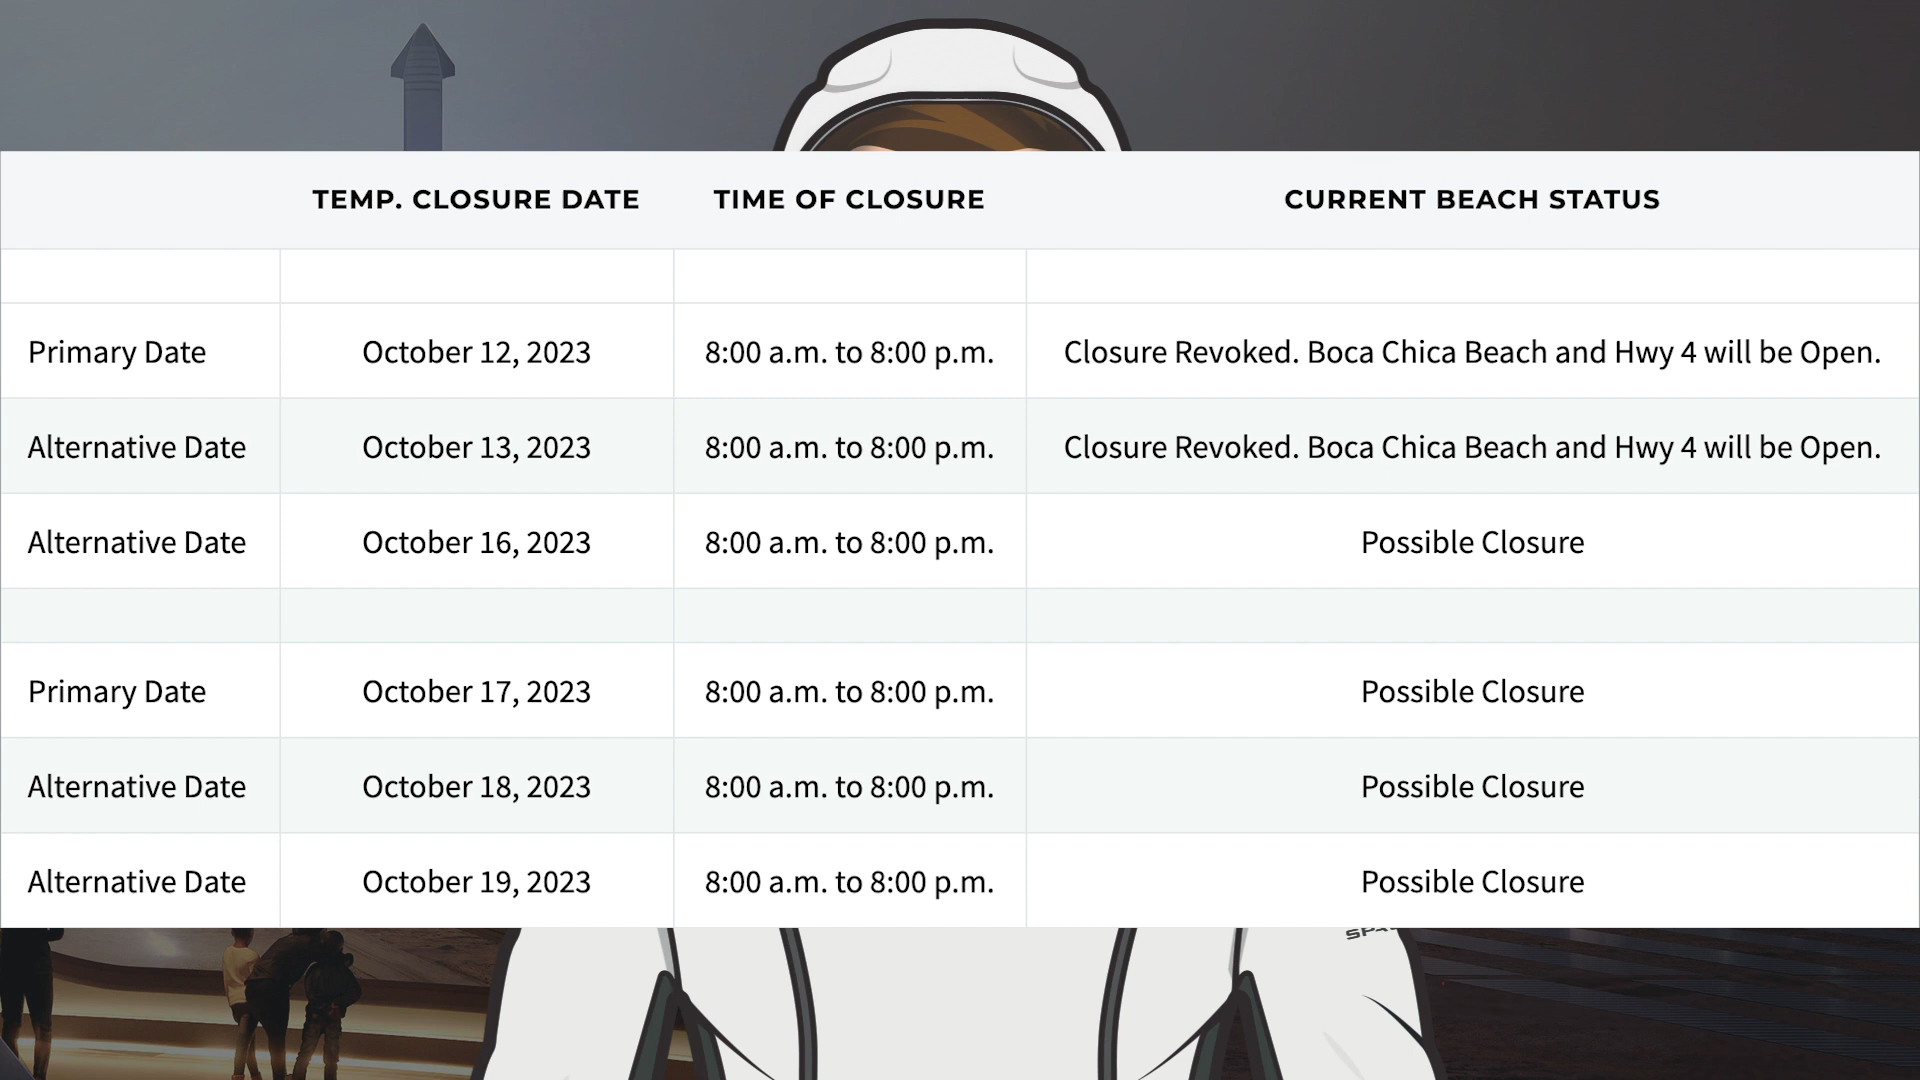 TEMP. CLOSURE DATE TIME OF CLOSURE CURRENT BEACH STATUS
Primary Date October 12, 2023 8:00 a.m. to 8:00 p.m. Closure Revoked. Boca Chica Beach and Hwy 4 will be Open.
Alternative Date October 13, 2023 8:00 a.m. to 8:00 p.m. Closure Revoked. Boca Chica Beach and Hwy 4 will be Open.
Alternative Date October 16, 2023 8:00 a.m. to 8:00 p.m. Possible Closure
Primary Date October 17, 2023 8:00 a.m. to 8:00 p.m. Possible Closure
Alternative Date October 18, 2023 8:00 a.m. to 8:00 p.m. Possible Closure
Alternative Date October 19, 2023 8:00 a.m. to 8:00 p.m. Possible Closure